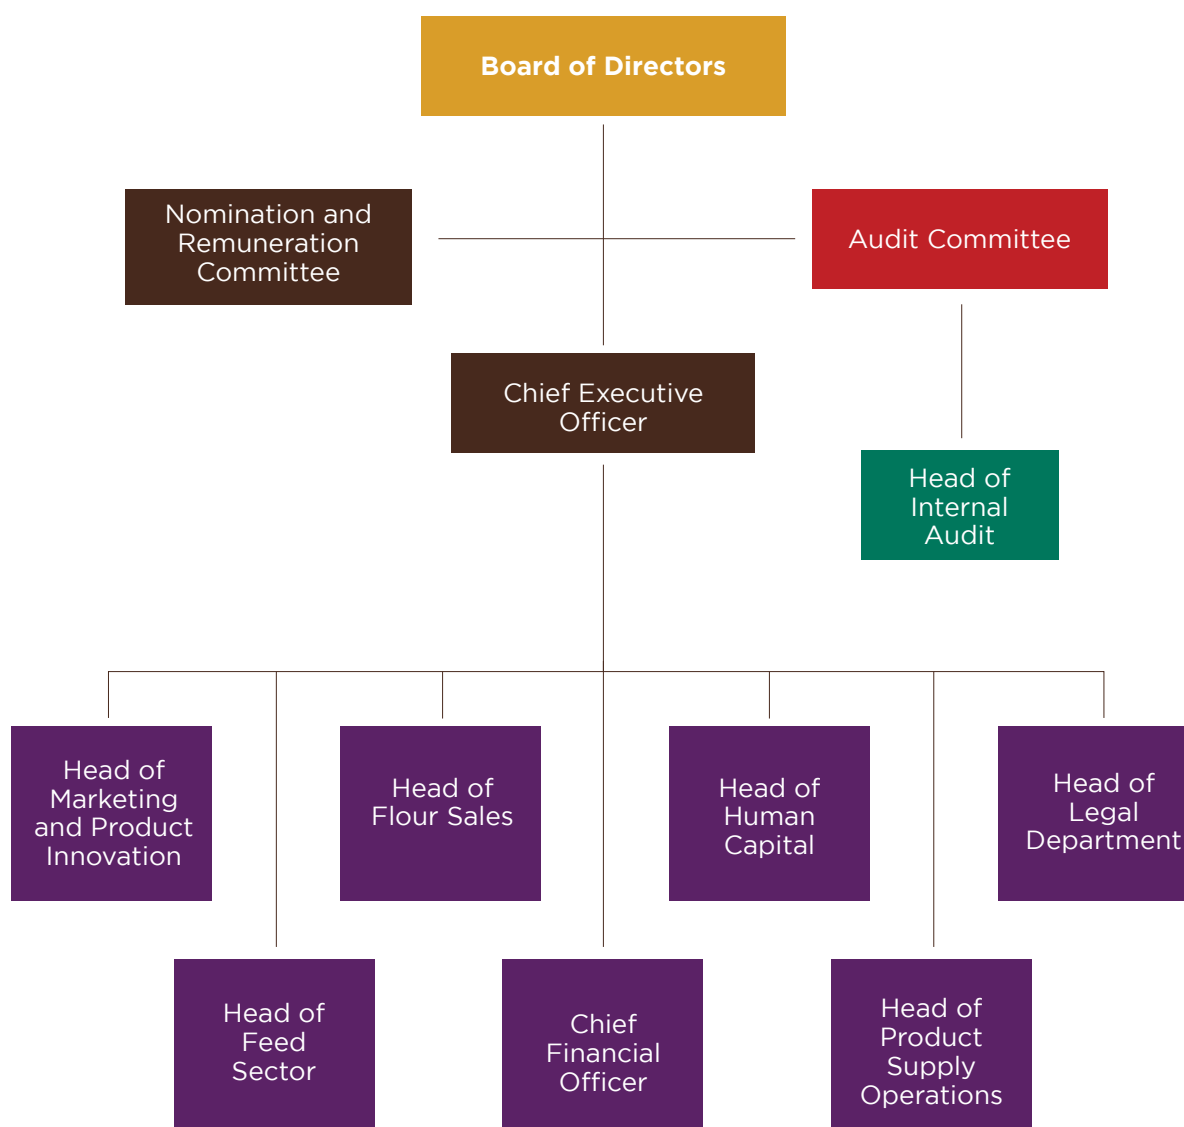 Board of Directors
Nomination and
Remuneration
Committee
Audit Committee
Chief Executive
Officer
Head of
Internal
Audit
Head of
Marketing
and Product
Innovation
Head of
Flour Sales
Head of
Human
Capital
Head of
Legal
Department
Head of
Feed
Sector
Chief
Financial
Officer
Head of
Product
Supply
Operations